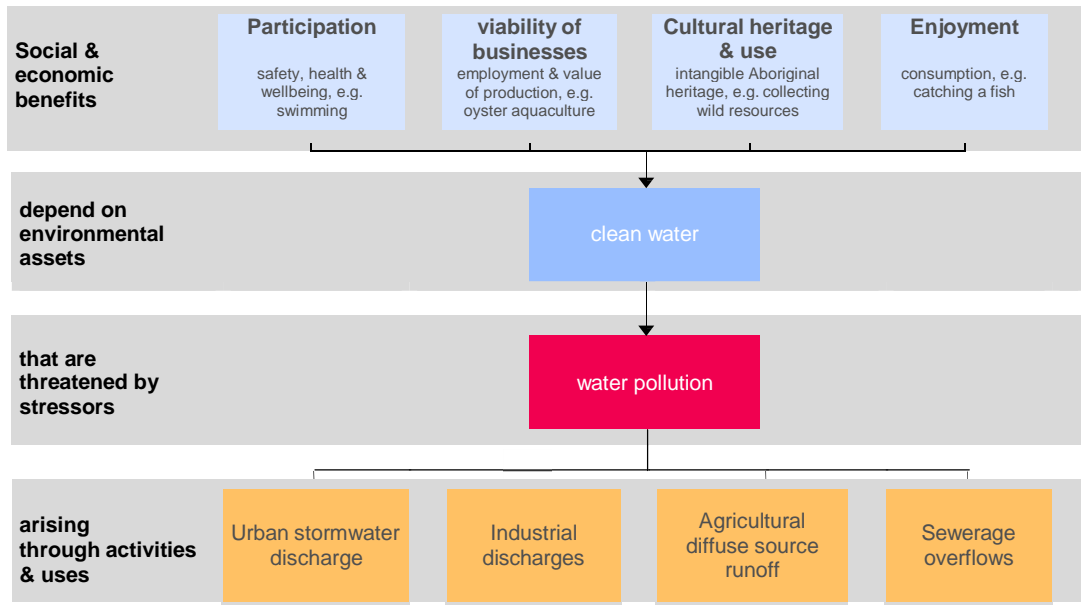 Social &
economic
benefits
Participation
safety, health &
wellbeing, e.g.
swimming
viability of
businesses
employment & value
of production, e.g.
oyster aquaculture
Cultural heritage
& use
intangible Aboriginal
heritage, e.g. collecting
wild resources
Enjoyment
consumption, e.g.
catching a fish
depend on
environmental
assets
clean water
that are
threatened by
stressors
water pollution
arising
through activities
& uses
Urban stormwater
discharge
Industrial
discharges
Agricultural
diffuse source
runoff
Sewerage
overflows